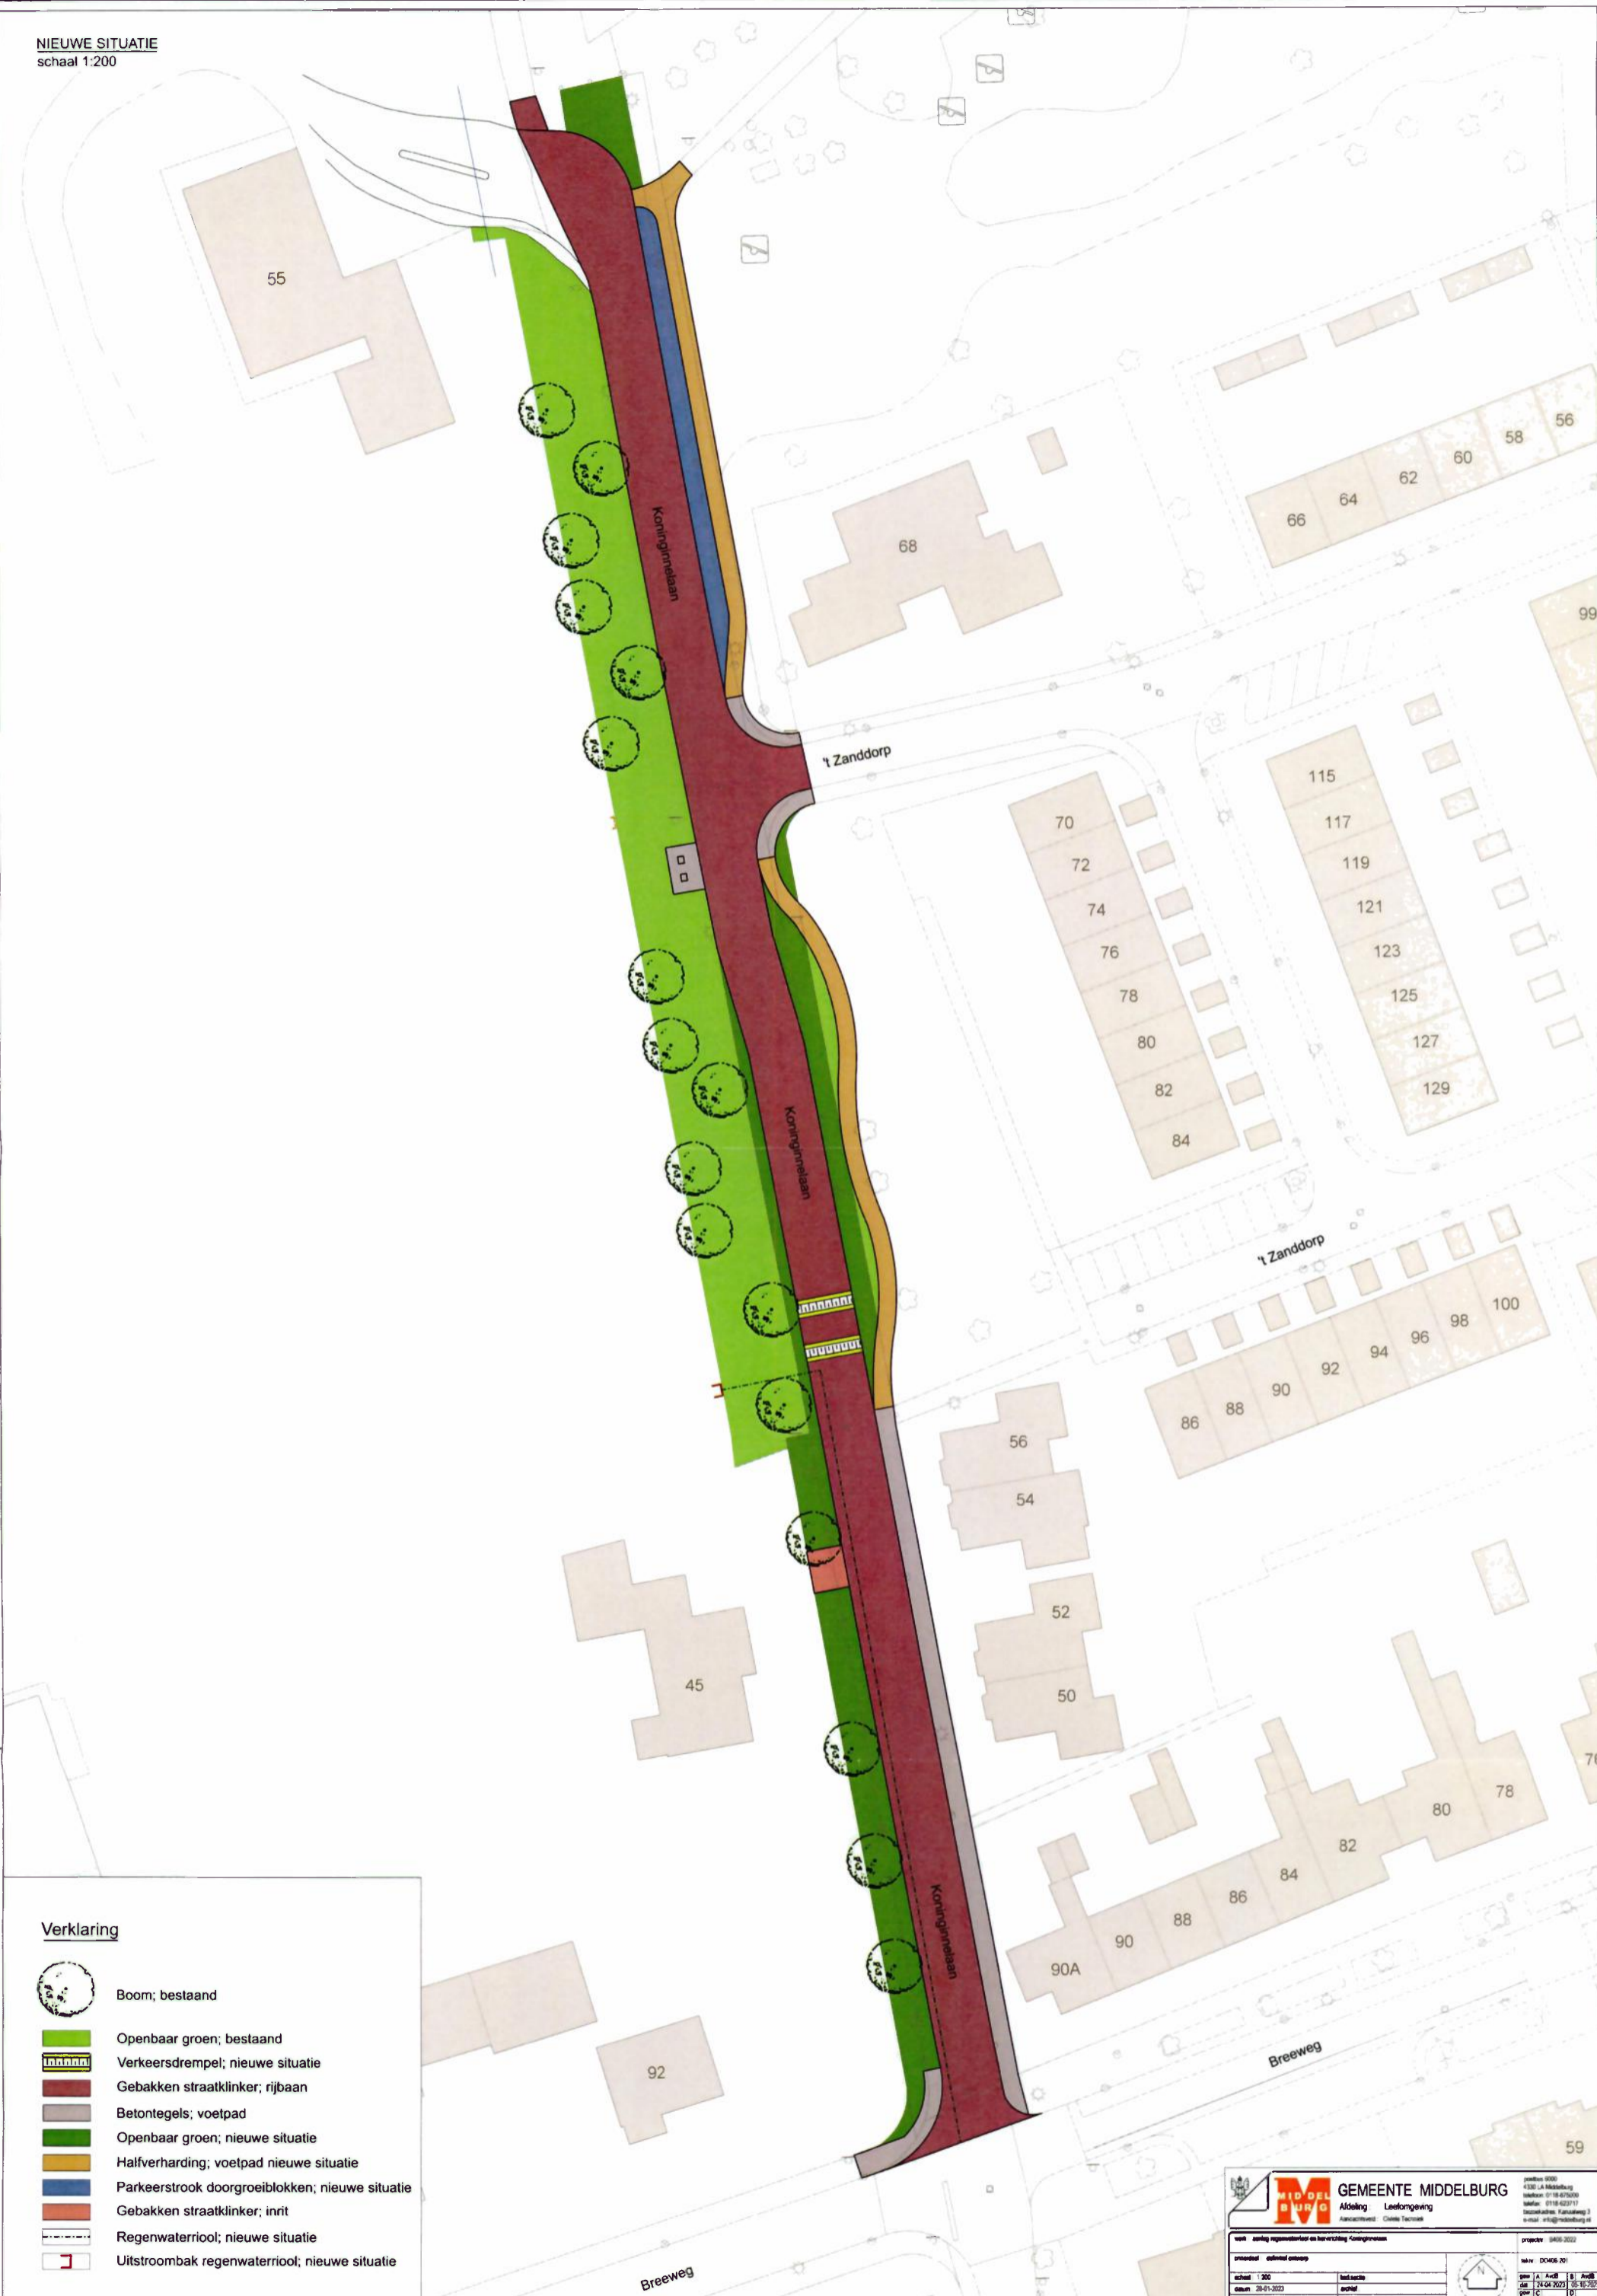 NIEUWE SITUATIE
schaal 1:200
55
Koninginnelaan
68
66
64
62
60
58
56
99
't Zanddorp
70
72
74
76
78
80
82
84
115
117
119
121
123
125
127
129
Koninginnelaan
't Zanddorp
86
88
90
92
94
96
98
100
56
54
52
50
45
78
80
82
84
86
88
90
90A
Koninginnelaan
Breeweg
92
59
Breeweg
Verklaring
Boom; bestaand
Openbaar groen; bestaand
Verkeersdrempel; nieuwe situatie
Gebakken straatklinker; rijbaan
Betontegels; voetpad
Openbaar groen; nieuwe situatie
Halfverharding; voetpad nieuwe situatie
Parkeerstrook doorgroeiblokken; nieuwe situatie
Gebakken straatklinker; inrit
Regenwaterriool; nieuwe situatie
Uitstroombak regenwaterriool; nieuwe situatie
MIDDEL
BURG
GEMEENTE MIDDELBURG
Afdeling Leefomgeving
N